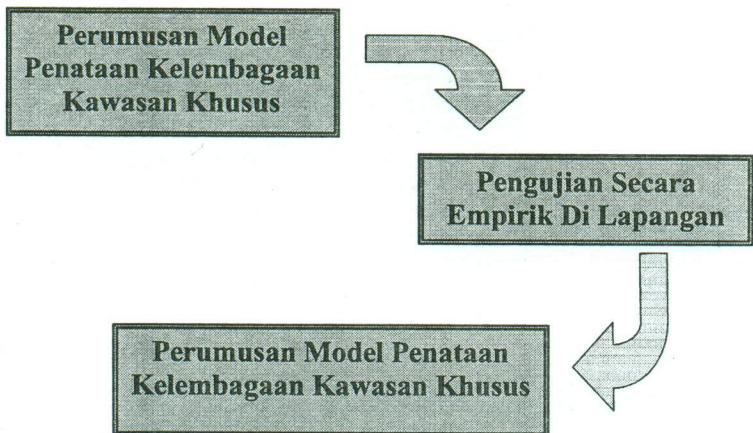 Perumusan Model
Penataan Kelembagaan
Kawasan Khusus
Pengujian Secara
Empirik Di Lapangan
Perumusan Model Penataan
Kelembagaan Kawasan Khusus